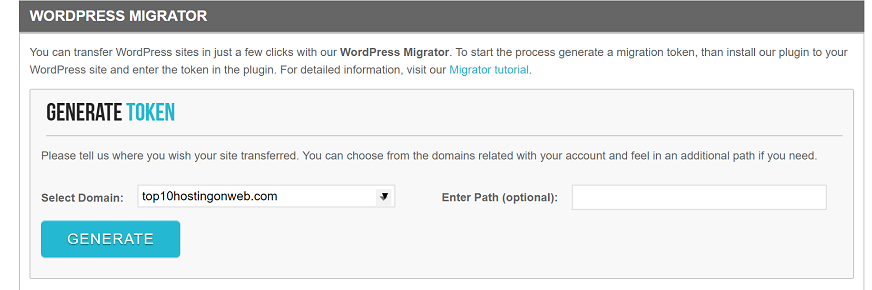 WORDPRESS MIGRATOR
You can transfer WordPress sites in just a few clicks with our WordPress Migrator. To start the process generate a migration token, than install our plugin to your
WordPress site and enter the token in the plugin. For detailed information, visit our Migrator tutorial.
GENERATE TOKEN
Please tell us where you wish your site transferred. You can choose from the domains related with your account and feel in an additional path if you need.
Select Domain: top10hostingonweb.com Enter Path (optional):
GENERATE